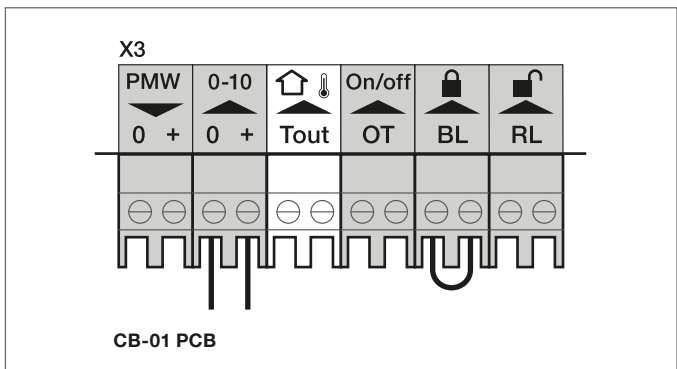 X3
PMW 0-10 On/off
0 + 0 + Tout OT BL RL
CB-01 PCB